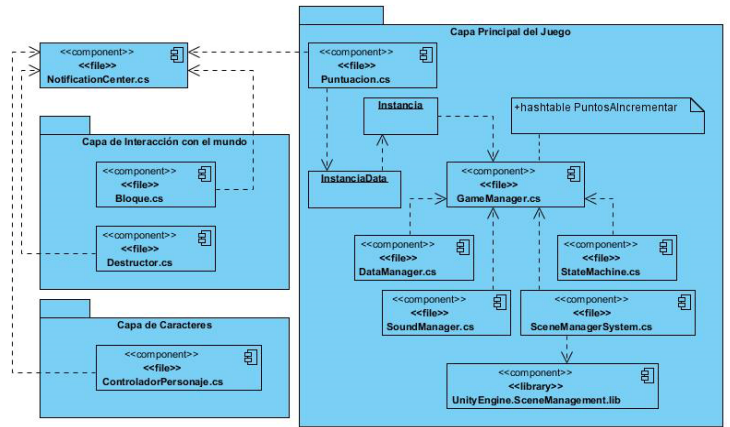 Capa Principal del Juego
<<component>>
<<file>>
NotificationCenter.cs
<<component>>
<<file>>
Puntuacion.cs
Instancia
+hashtable PuntosAIncrementar
Capa de Interacción con el mundo
<<component>>
<<file>>
Bloque.cs
InstanciaData
<<component>>
<<file>>
GameManager.cs
<<component>>
<<file>>
Destructor.cs
<<component>>
<<file>>
DataManager.cs
<<component>>
<<file>>
StateMachine.cs
<<component>>
<<file>>
SoundManager.cs
<<component>>
<<file>>
SceneManagerSystem.cs
Capa de Caracteres
<<component>>
<<file>>
ControladorPersonaje.cs
<<component>>
<<library>>
UnityEngine.SceneManagement.lib